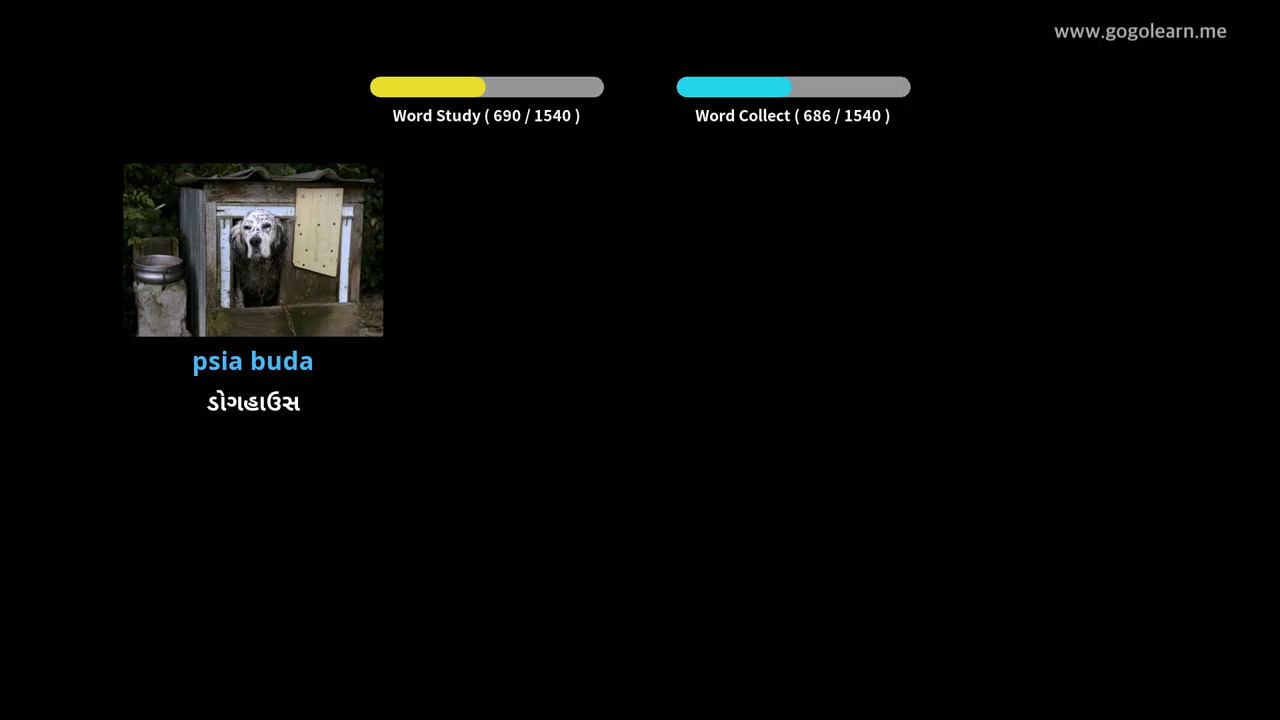 www.gogolearn.me
Word Study ( 690 / 1540 )
Word Collect ( 686 / 1540 )
psia buda
ડોગહાઉસ